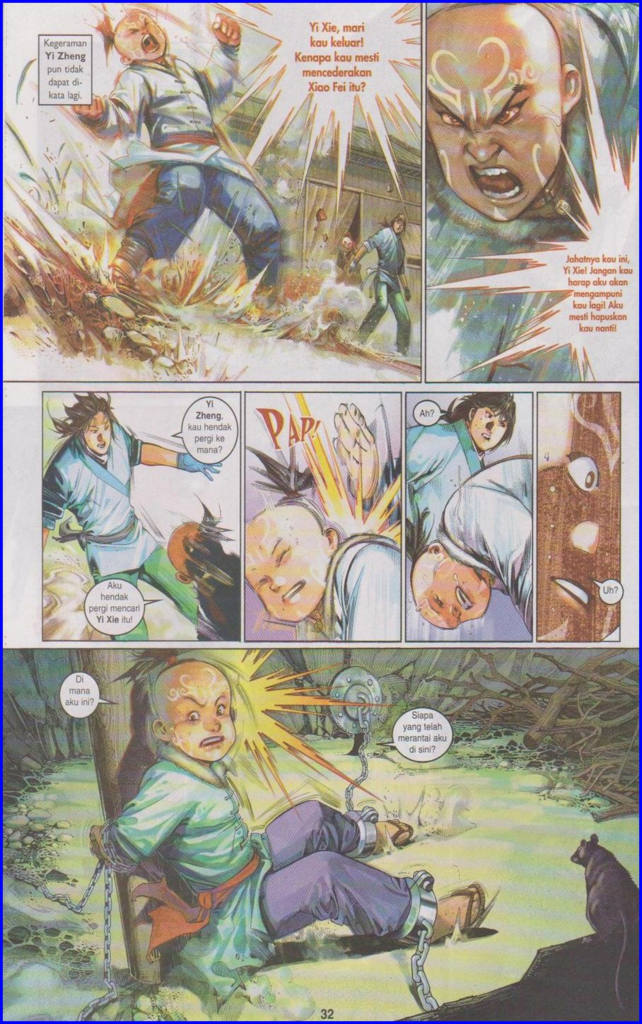 Kegeraman
Yi Zheng
pun tidak
dapat di-
kata lagi.
Yi Xie, mari
kau keluar!
Kenapa kau mesti
mencederakan
Xiao Fei itu?
Jahatnya kau ini,
Yi Xie! Jangan kau
harap aku akan
mengampuni
kau lagi! Aku
mesti hapuskan
kau nanti!
Yi
Zheng,
kau hendak
pergi ke
mana?
Aku
hendak
pergi mencari
Yi Xie itu!
PAP!
Ah?
Uh?
Di
mana
aku ini?
Siapa
yang telah
merantai aku
di sini?
32